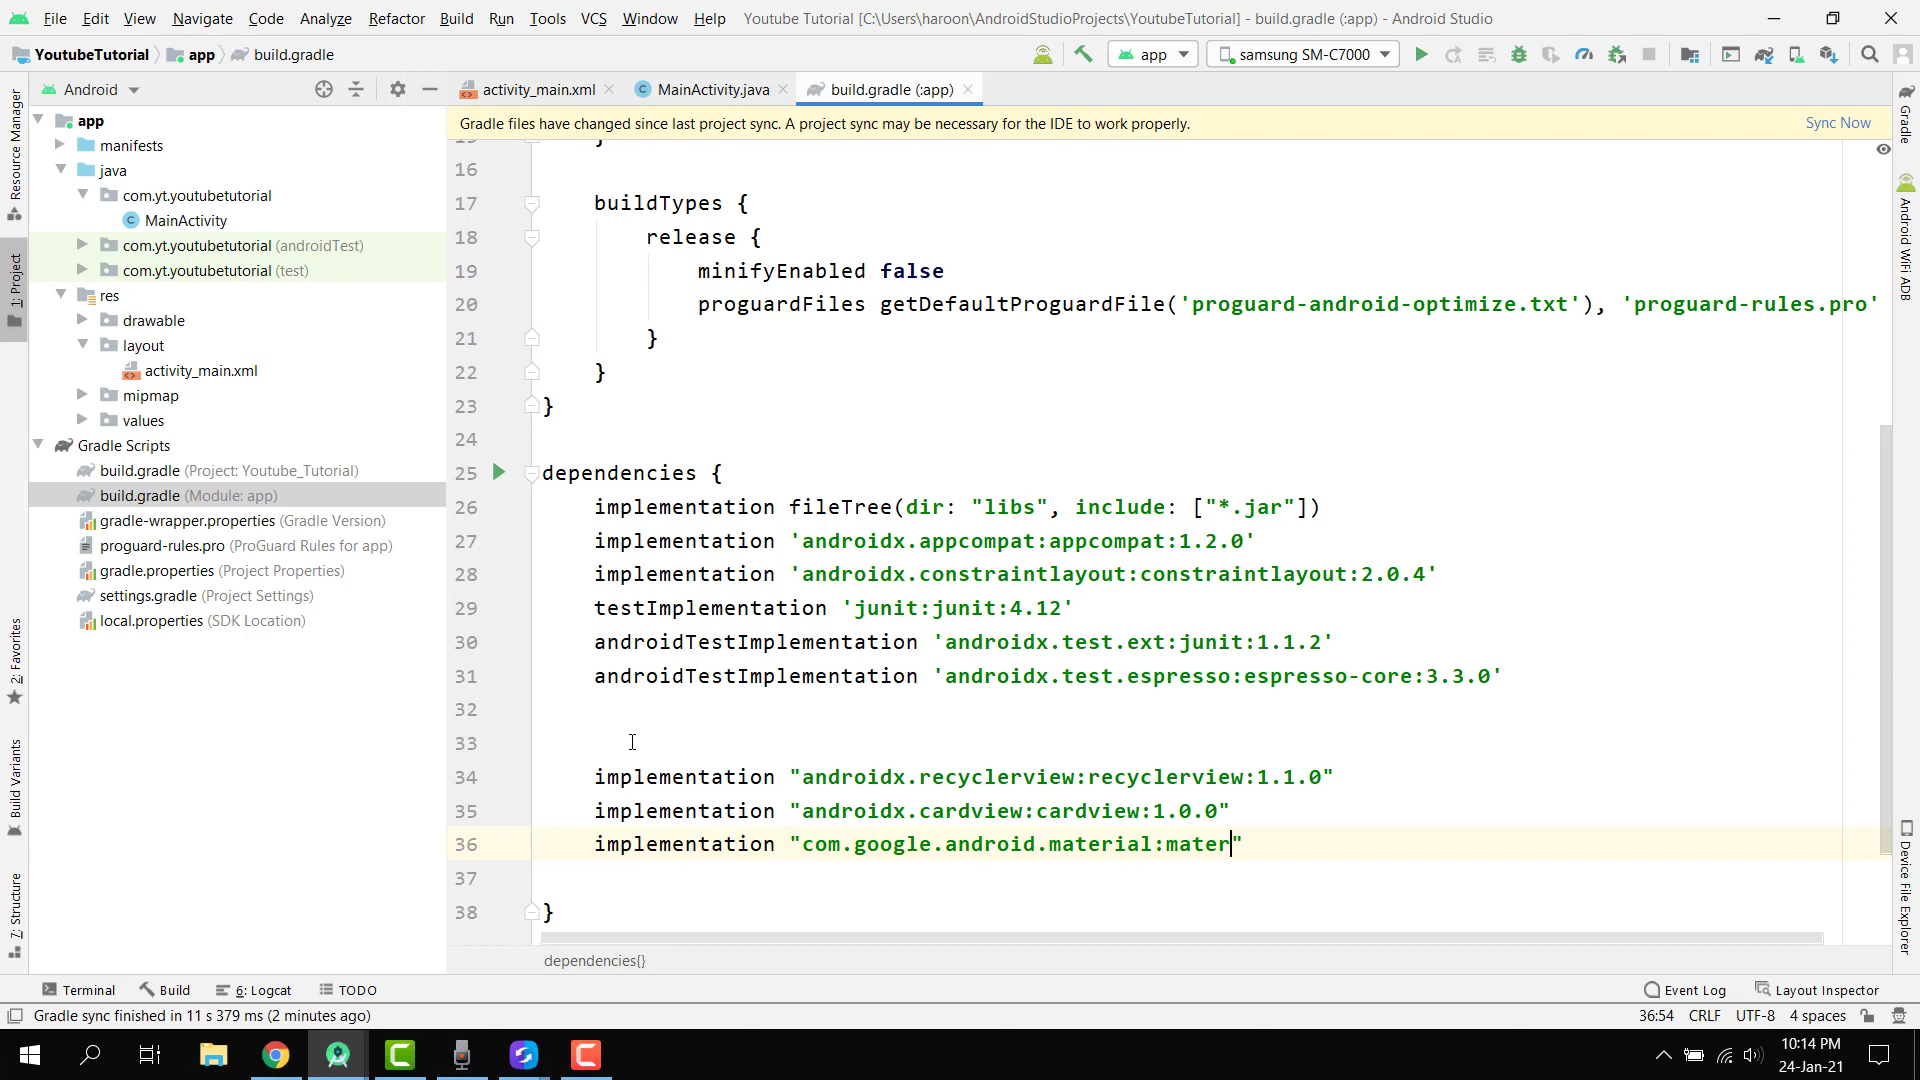 File Edit View Navigate Code Analyze Refactor Build Run Tools VCS Window Help Youtube Tutorial [C:\Users\haroon\AndroidStudioProjects\YoutubeTutorial] - build.gradle (:app) - Android Studio
YoutubeTutorial app build.gradle
app samsung SM-C7000
Android
activity_main.xml MainActivity.java build.gradle (:app)
Gradle files have changed since last project sync. A project sync may be necessary for the IDE to work properly. Sync Now
Resource Manager
1: Project
2: Favorites
Build Variants
7: Structure
app
manifests
java
com.yt.youtubetutorial
MainActivity
com.yt.youtubetutorial (androidTest)
com.yt.youtubetutorial (test)
res
drawable
layout
activity_main.xml
mipmap
values
Gradle Scripts
build.gradle (Project: Youtube_Tutorial)
build.gradle (Module: app)
gradle-wrapper.properties (Gradle Version)
proguard-rules.pro (ProGuard Rules for app)
gradle.properties (Project Properties)
settings.gradle (Project Settings)
local.properties (SDK Location)
16
17 buildTypes {
18 release {
19 minifyEnabled false
20 proguardFiles getDefaultProguardFile('proguard-android-optimize.txt'), 'proguard-rules.pro'
21 }
22 }
23 }
24
25 dependencies {
26 implementation fileTree(dir: "libs", include: ["*.jar"])
27 implementation 'androidx.appcompat:appcompat:1.2.0'
28 implementation 'androidx.constraintlayout:constraintlayout:2.0.4'
29 testImplementation 'junit:junit:4.12'
30 androidTestImplementation 'androidx.test.ext:junit:1.1.2'
31 androidTestImplementation 'androidx.test.espresso:espresso-core:3.3.0'
32
33
34 implementation "androidx.recyclerview:recyclerview:1.1.0"
35 implementation "androidx.cardview:cardview:1.0.0"
36 implementation "com.google.android.material:mater"
37
38 }
dependencies{}
Gradle
Android WiFi ADB
Device File Explorer
Terminal Build 6: Logcat TODO Event Log Layout Inspector
Gradle sync finished in 11 s 379 ms (2 minutes ago) 36:54 CRLF UTF-8 4 spaces
10:14 PM
24-Jan-21